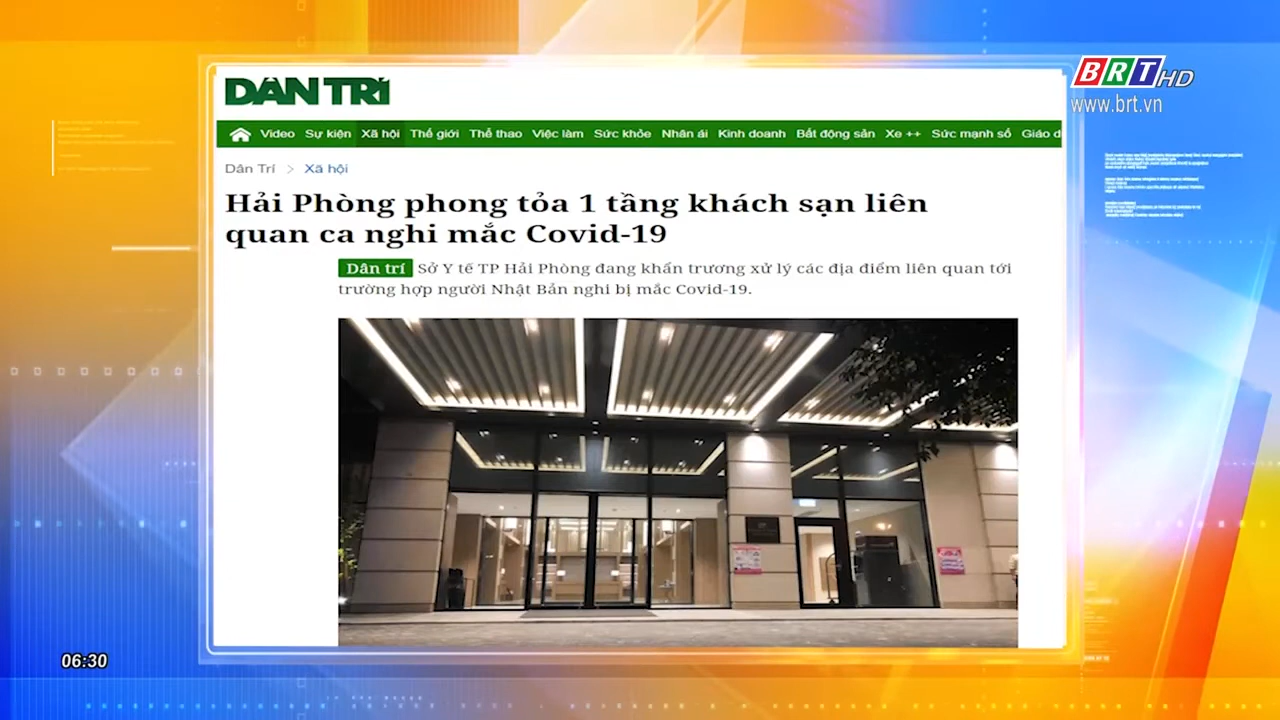 BRT HD
www.brt.vn
DÂN TRÍ
Video Sự kiện Xã hội Thế giới Thể thao Việc làm Sức khỏe Nhân ái Kinh doanh Bất động sản Xe ++ Sức mạnh số Giáo d
Dân Trí > Xã hội
Hải Phòng phong tỏa 1 tầng khách sạn liên
quan ca nghi mắc Covid-19
Dân trí Sở Y tế TP Hải Phòng đang khẩn trương xử lý các địa điểm liên quan tới
trường hợp người Nhật Bản nghi bị mắc Covid-19.
06:30